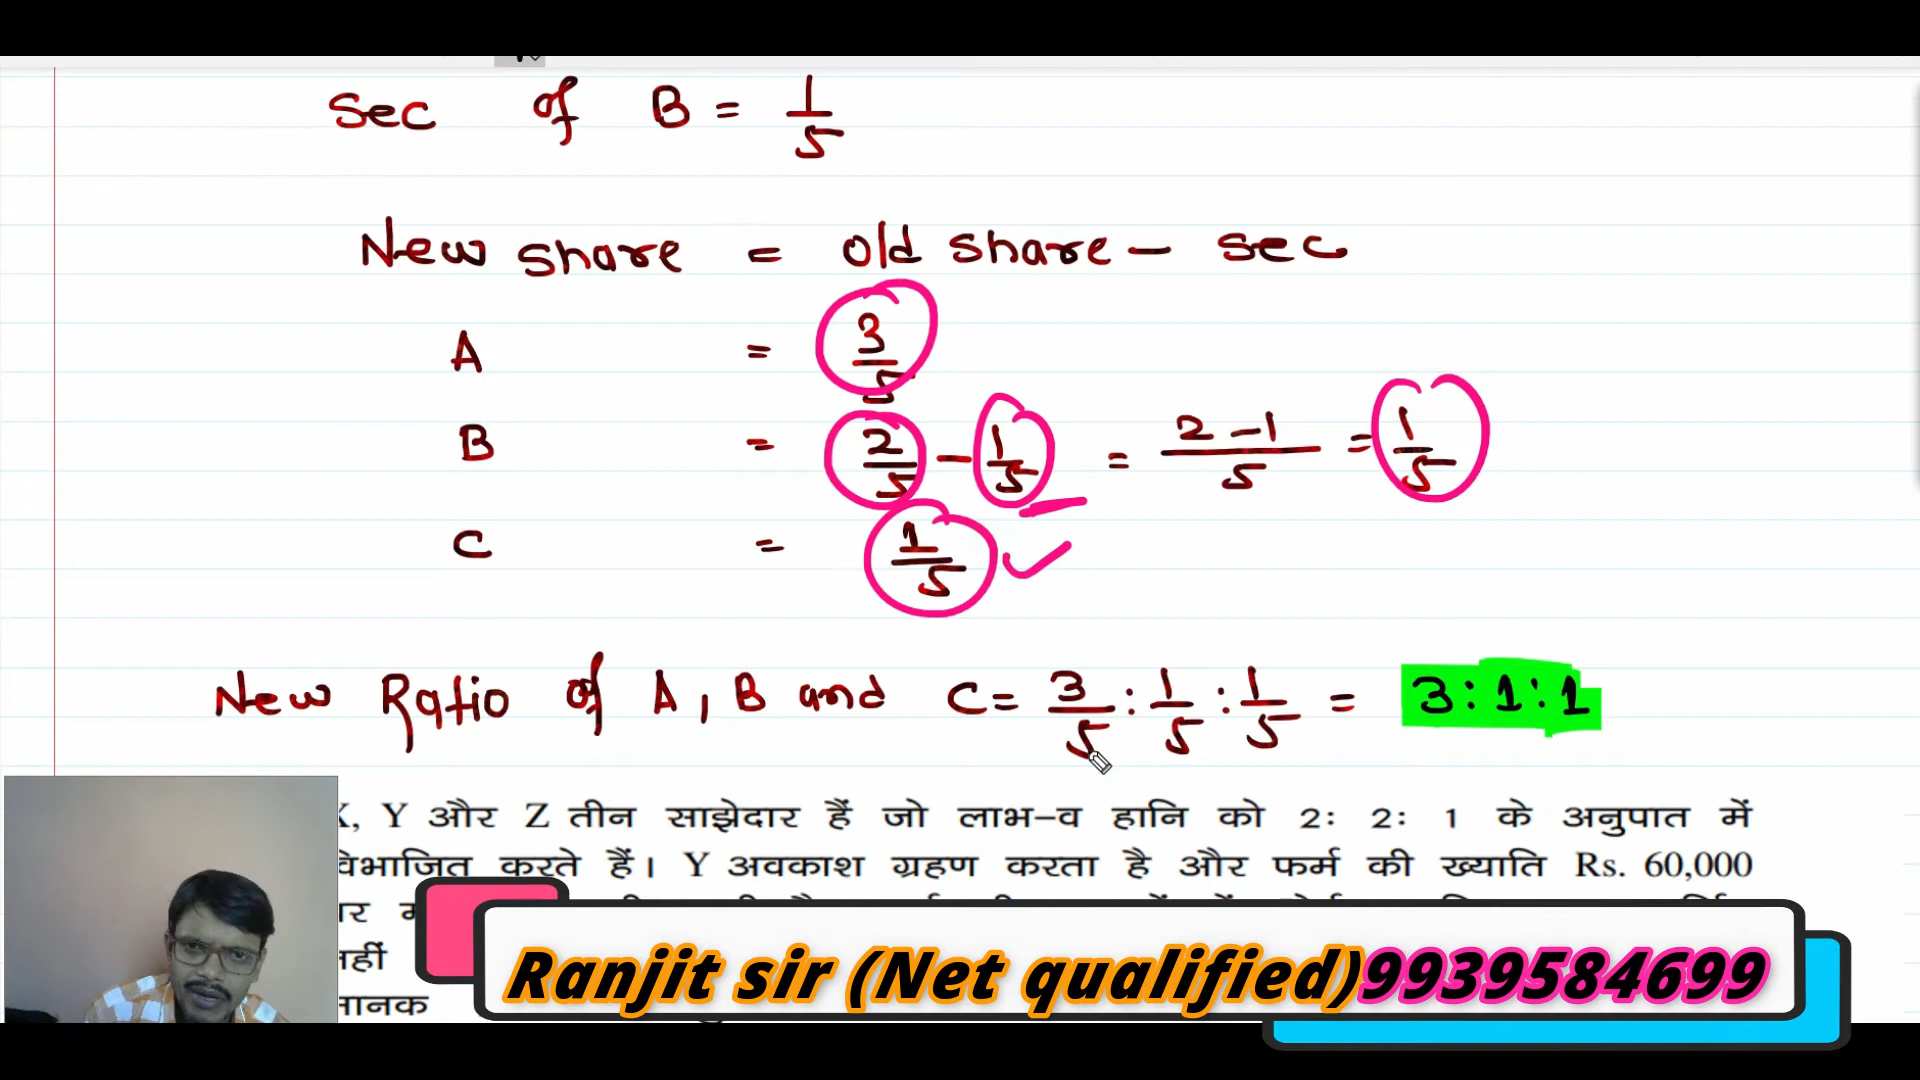 Sec of B = 1/5
New share = old share - sec
A = 3/5
B = 2/5 - 1/5 = 2-1/5 = 1/5
C = 1/5
New Ratio of A, B and C = 3/5 : 1/5 : 1/5 = 3:1:1
Y और Z तीन साझेदार हैं जो लाभ-व हानि को 2: 2: 1 के अनुपात में
विभाजित करते हैं। Y अवकाश ग्रहण करता है और फर्म की ख्याति Rs. 60,000
Ranjit sir (Net qualified)9939584699